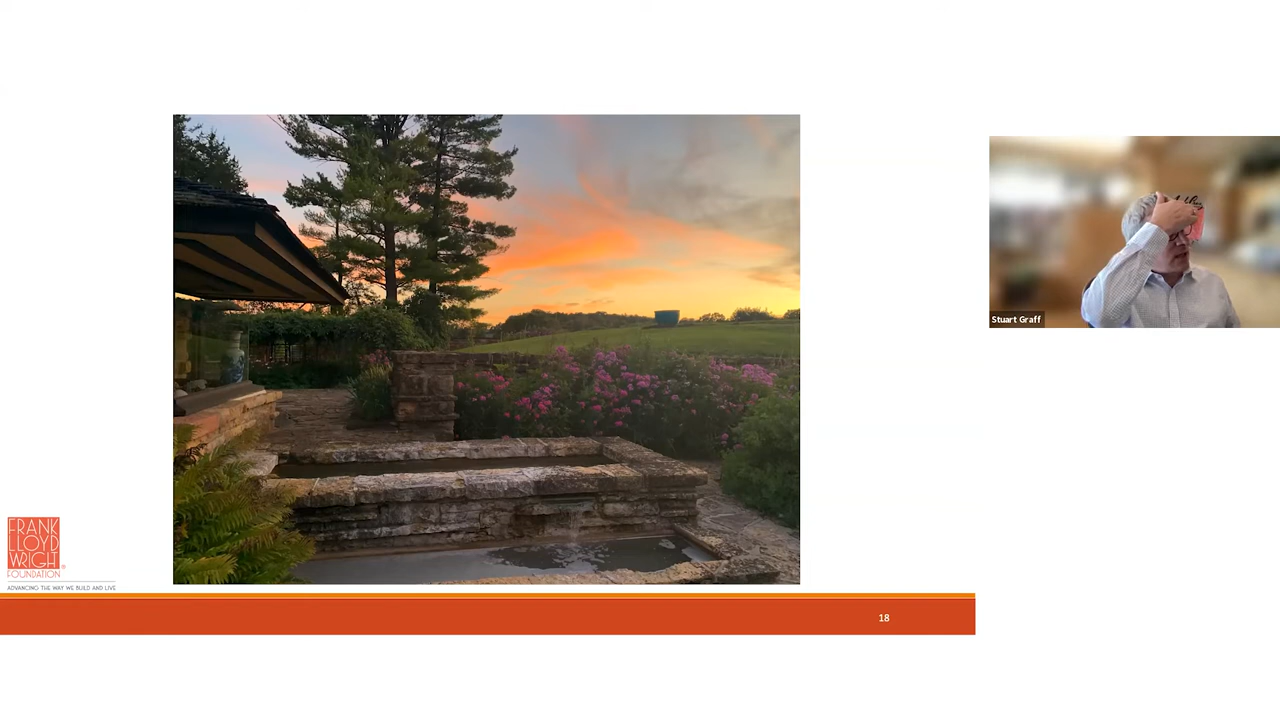 FRANK
LLOYD
WRIGHT®
FOUNDATION
ADVANCING THE WAY WE BUILD AND LIVE
18
Stuart Graff